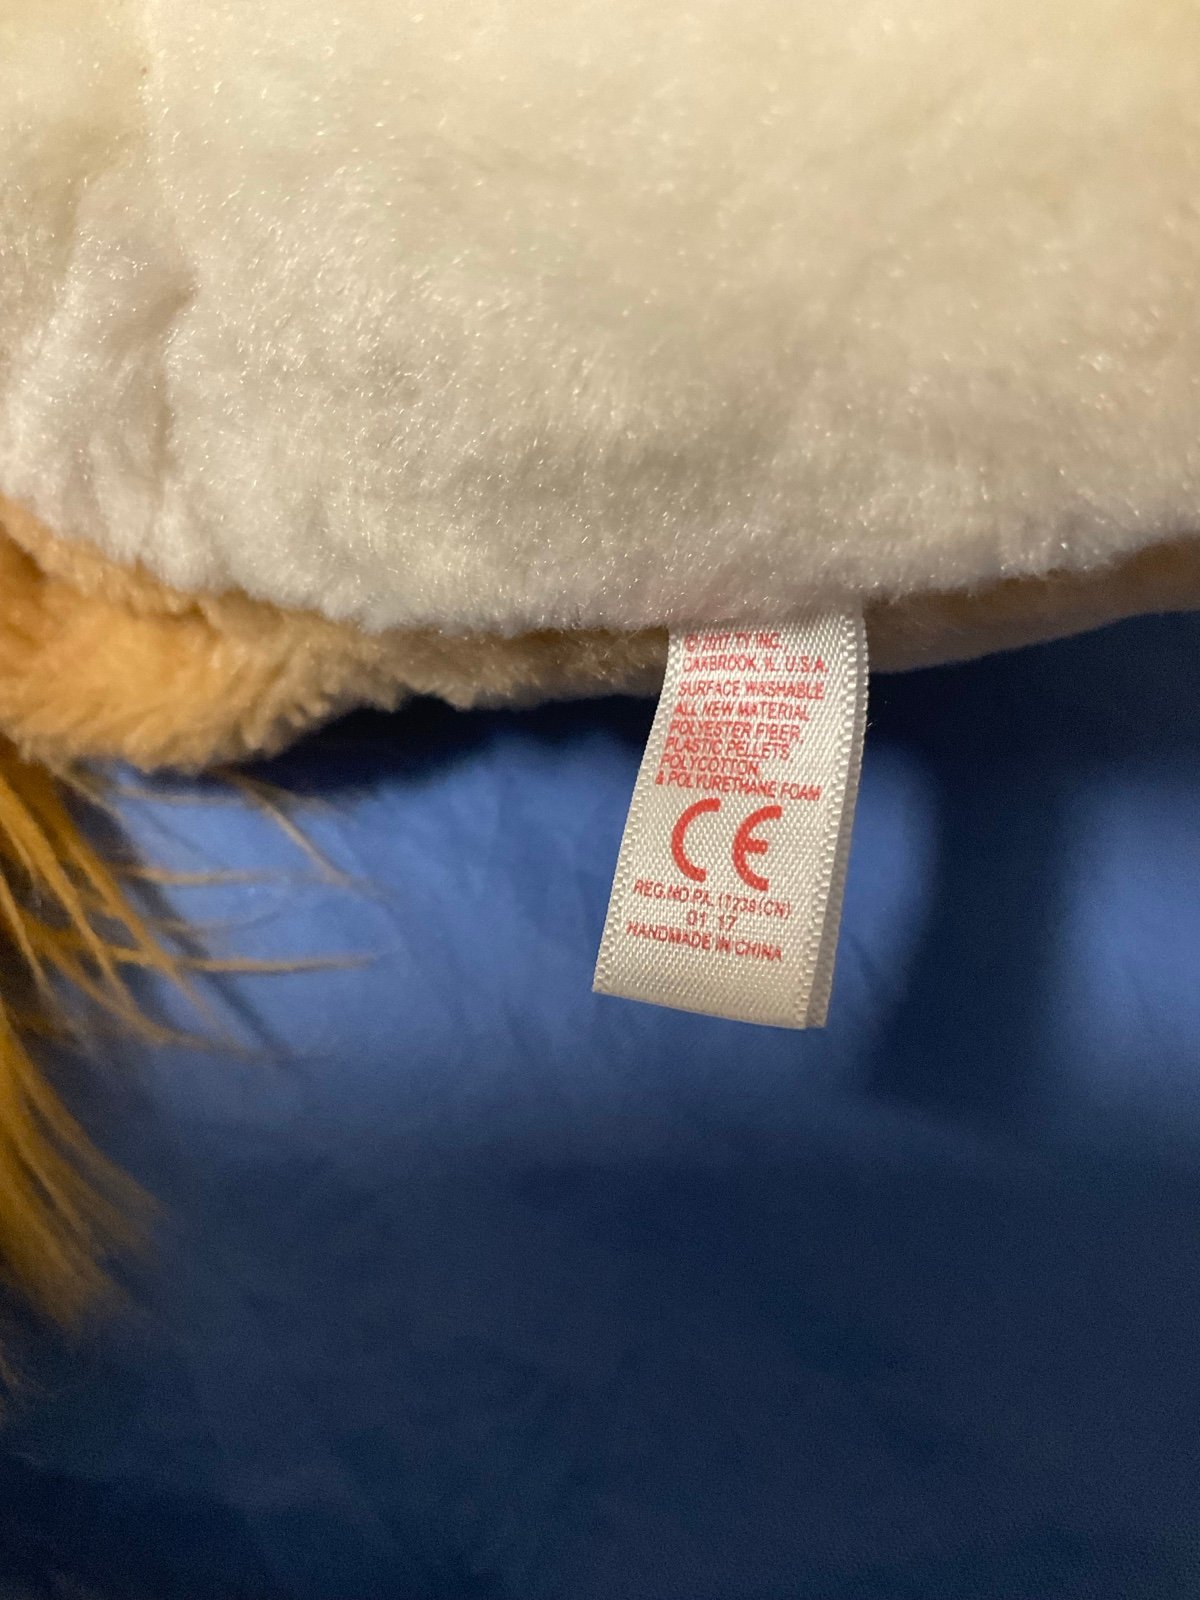 © 2017 TY INC.
OAKBROOK, IL. U.S.A.
SURFACE WASHABLE
ALL NEW MATERIAL
POLYESTER FIBER
PLASTIC PELLETS
POLYCOTTON
& POLYURETHANE FOAM
CE
REG.NO.PA. 17239(CN)
01 17
HANDMADE IN CHINA